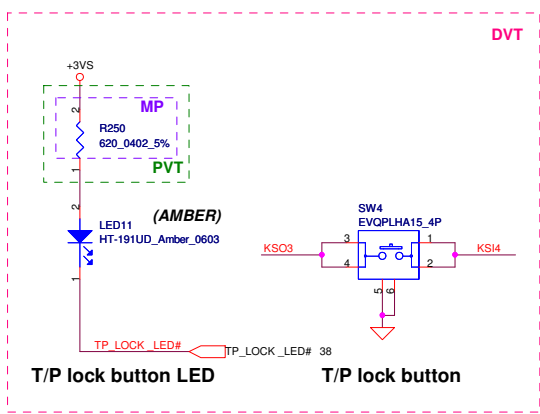 DVT
+3VS
2
MP
R250
620_0402_5%
1
PVT
2
(AMBER)
LED11
HT-191UD_Amber_0603
1
SW4
EVQPLHA15_4P
KSO3
3
1
KSI4
4
2
5
6
TP_LOCK _LED#
TP_LOCK _LED# 38
T/P lock button LED
T/P lock button